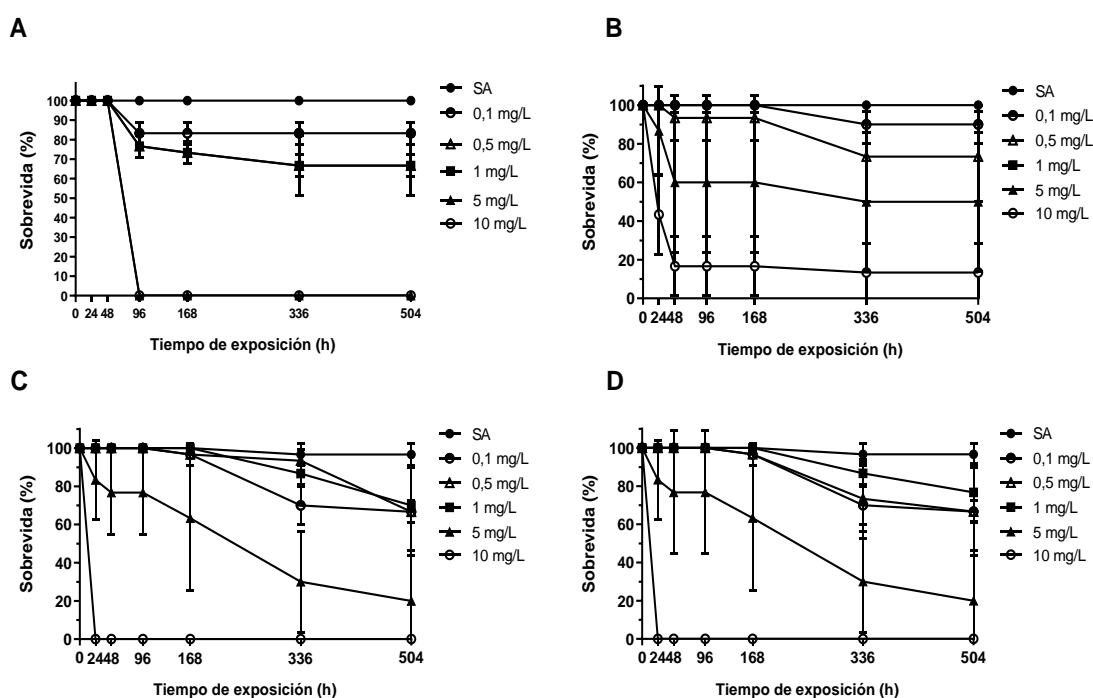 A
Sobrevida (%)
100
90
80
70
60
50
40
30
20
10
0
0 24 48 96 168 336 504
Tiempo de exposición (h)
SA
0,1 mg/L
0,5 mg/L
1 mg/L
5 mg/L
10 mg/L
B
Sobrevida (%)
100
80
60
40
20
0
0 24 48 96 168 336 504
Tiempo de exposición (h)
SA
0,1 mg/L
0,5 mg/L
1 mg/L
5 mg/L
10 mg/L
C
Sobrevida (%)
100
80
60
40
20
0
0 24 48 96 168 336 504
Tiempo de exposición (h)
SA
0,1 mg/L
0,5 mg/L
1 mg/L
5 mg/L
10 mg/L
D
Sobrevida (%)
100
80
60
40
20
0
0 24 48 96 168 336 504
Tiempo de exposición (h)
SA
0,1 mg/L
0,5 mg/L
1 mg/L
5 mg/L
10 mg/L